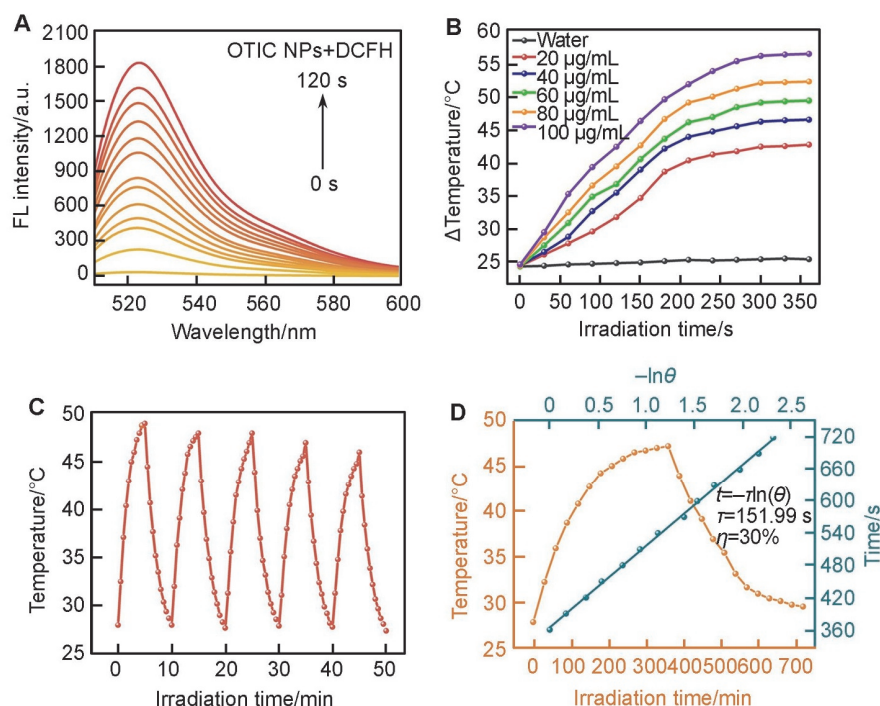 A
FL intensity/a.u.
2100
1800
1500
1200
900
600
300
0
OTIC NPs+DCFH
120 s
0 s
520
540
560
580
600
Wavelength/nm
B
ΔTemperature/°C
60
55
50
45
40
35
30
25
Water
20 μg/mL
40 μg/mL
60 μg/mL
80 μg/mL
100 μg/mL
0
50
100
150
200
250
300
350
Irradiation time/s
C
Temperature/°C
50
45
40
35
30
25
0
10
20
30
40
50
Irradiation time/min
D
–lnθ
0
0.5
1.0
1.5
2.0
2.5
Temperature/°C
50
45
40
35
30
25
t=–τln(θ)
τ=151.99 s
η=30%
720
660
600
540
480
420
360
Time/s
0
100
200
300
400
500
600
700
Irradiation time/min